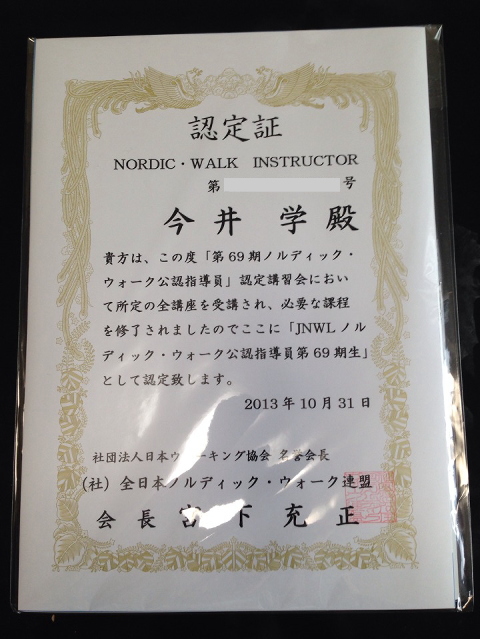 認定証
NORDIC・WALK INSTRUCTOR
第 号
今井 学殿
貴方は、この度「第69期ノルディック・
ウォーク公認指導員」認定講習会におい
て所定の全講座を受講され、必要な課程
を修了されましたのでここに「JNWLノル
ディック・ウォーク公認指導員第69期生」
として認定致します。
2013年10月31日
社団法人日本ウォーキング協会 名誉会長
(社)全日本ノルディック・ウォーク連盟
会長 宮下充正